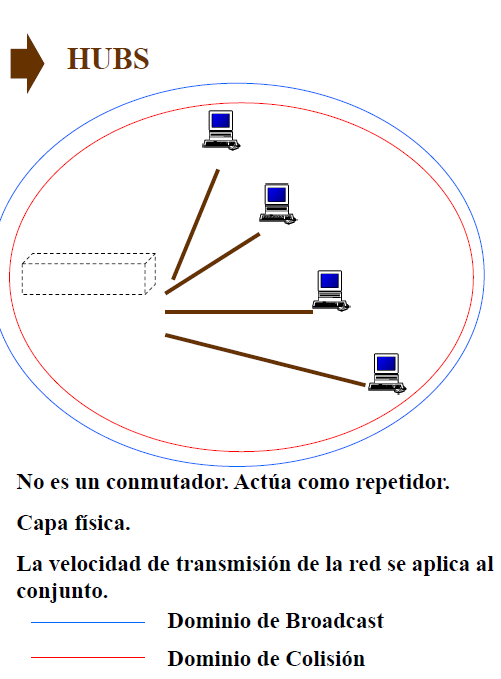 HUBS
No es un conmutador. Actúa como repetidor.
Capa física.
La velocidad de transmisión de la red se aplica al
conjunto.
Dominio de Broadcast
Dominio de Colisión